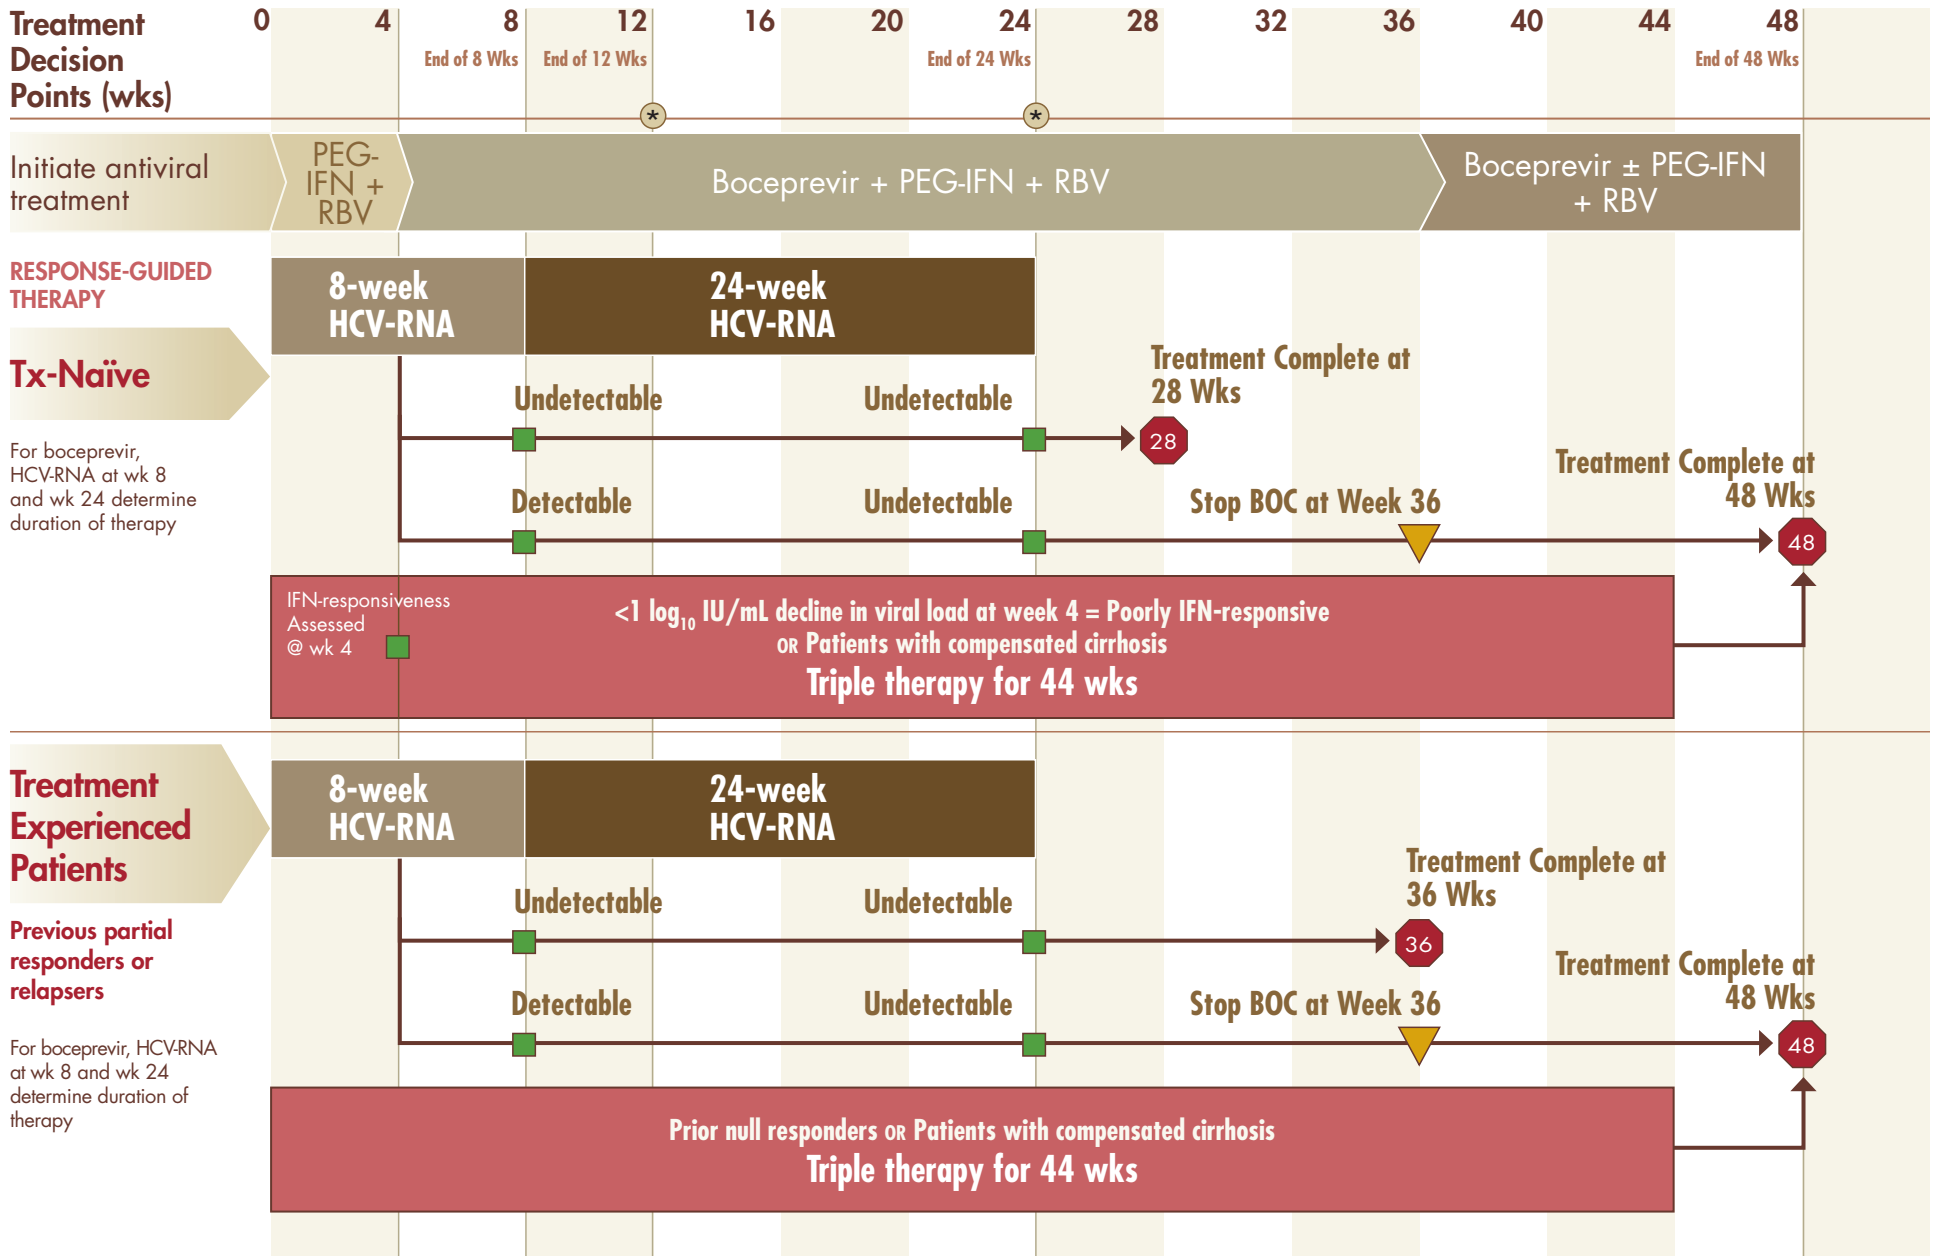 Treatment
Decision
Points (wks)
0 4 8 12 16 20 24 28 32 36 40 44 48
End of 8 Wks End of 12 Wks End of 24 Wks End of 48 Wks
* *
Initiate antiviral
treatment
PEG-
IFN +
RBV
Boceprevir + PEG-IFN + RBV
Boceprevir ± PEG-IFN
+ RBV
RESPONSE-GUIDED
THERAPY
8-week
HCV-RNA
24-week
HCV-RNA
Tx-Naïve
For boceprevir,
HCV-RNA at wk 8
and wk 24 determine
duration of therapy
Undetectable Undetectable
Treatment Complete at
28 Wks
28
Detectable Undetectable Stop BOC at Week 36
Treatment Complete at
48 Wks
48
IFN-responsiveness
Assessed
@ wk 4
<1 log10 IU/mL decline in viral load at week 4 = Poorly IFN-responsive
OR Patients with compensated cirrhosis
Triple therapy for 44 wks
Treatment
Experienced
Patients
8-week
HCV-RNA
24-week
HCV-RNA
Previous partial
responders or
relapsers
For boceprevir, HCV-RNA
at wk 8 and wk 24
determine duration of
therapy
Undetectable Undetectable
Treatment Complete at
36 Wks
36
Detectable Undetectable Stop BOC at Week 36
Treatment Complete at
48 Wks
48
Prior null responders OR Patients with compensated cirrhosis
Triple therapy for 44 wks